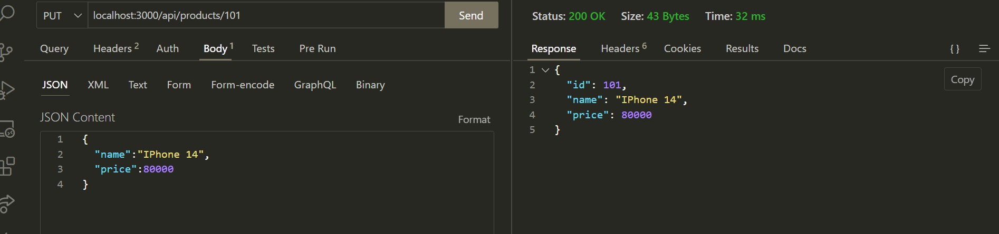 PUT localhost:3000/api/products/101 Send
Query Headers 2 Auth Body 1 Tests Pre Run
JSON XML Text Form Form-encode GraphQL Binary
JSON Content Format
1 {
2 "name":"IPhone 14",
3 "price":80000
4 }
Status: 200 OK Size: 43 Bytes Time: 32 ms
Response Headers 6 Cookies Results Docs { }
1 {
2 "id": 101,
3 "name": "IPhone 14",
4 "price": 80000
5 }
Copy